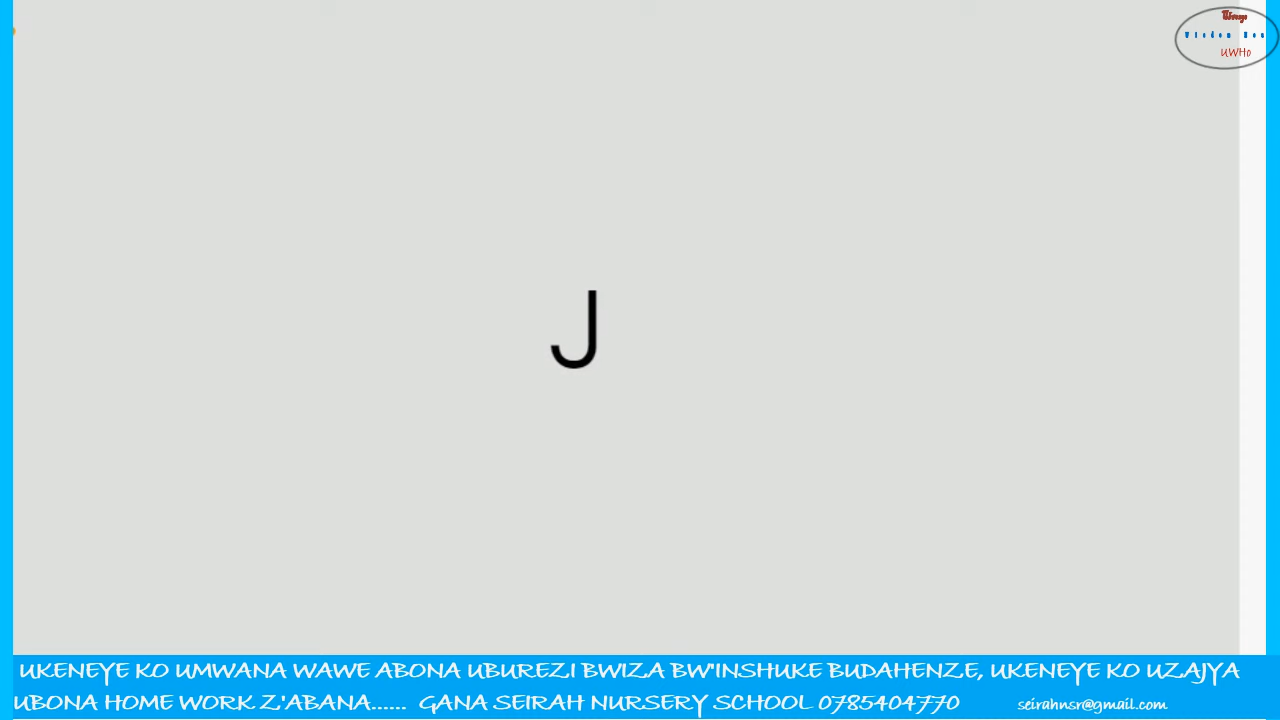 UWHo
J
UKENEYE KO UMWANA WAWE ABONA UBUREZI BWIZA BW'INSHUKE BUDAHENZE, UKENEYE KO UZAJYA
UBONA HOME WORK Z'ABANA...... GANA SEIRAH NURSERY SCHOOL 0785404770 seirahnsr@gmail.com